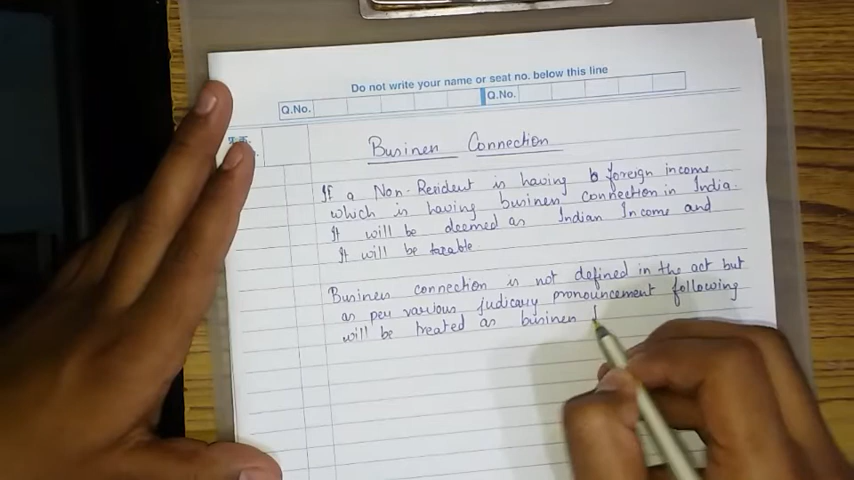 Do not write your name or seat no. below this line
Q.No.
Q.No.
Business Connection
If a Non-Resident is having foreign income
which is having business connection in India.
It will be deemed as Indian Income and
It will be taxable
Business connection is not defined in the act but
as per various judicary pronouncement following
will be treated as business